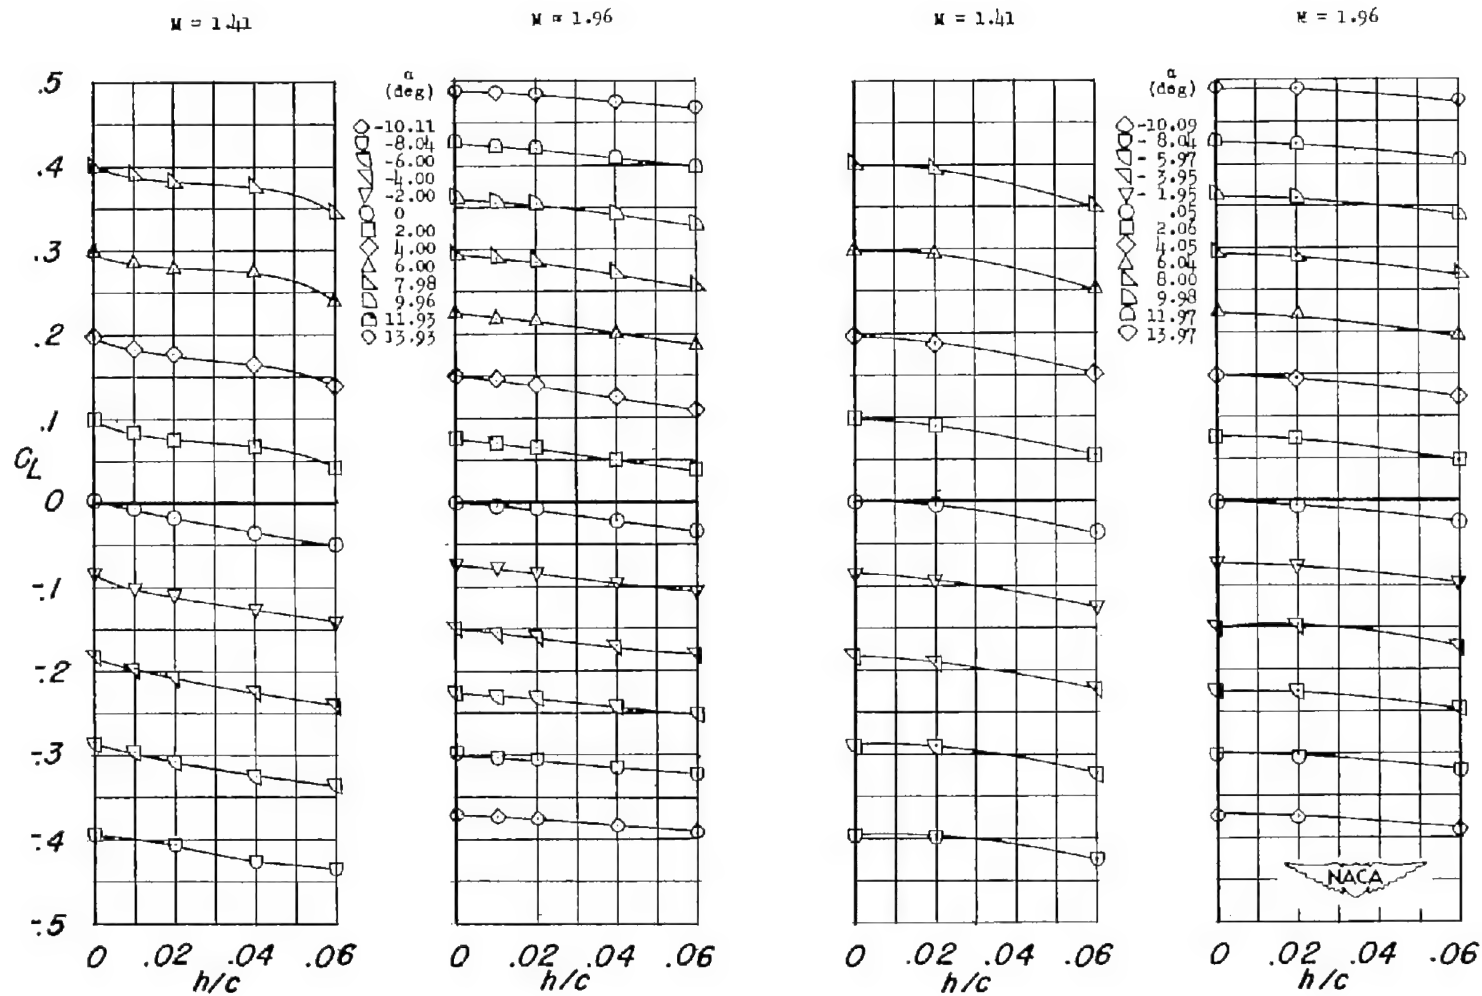 M = 1.41
M = 1.96
M = 1.41
M = 1.96
α
(deg)
-10.11
-8.04
-6.00
-4.00
-2.00
0
2.00
4.00
6.00
7.98
9.96
11.93
13.93
α
(deg)
-10.09
- 8.04
- 5.97
- 3.95
- 1.95
.05
2.06
4.05
6.04
8.00
9.98
11.97
13.97
.5
.4
.3
.2
.1
C_L
0
-.1
-.2
-.3
-.4
-.5
0 .02 .04 .06
h/c
0 .02 .04 .06
h/c
0 .02 .04 .06
h/c
0 .02 .04 .06
h/c
NACA